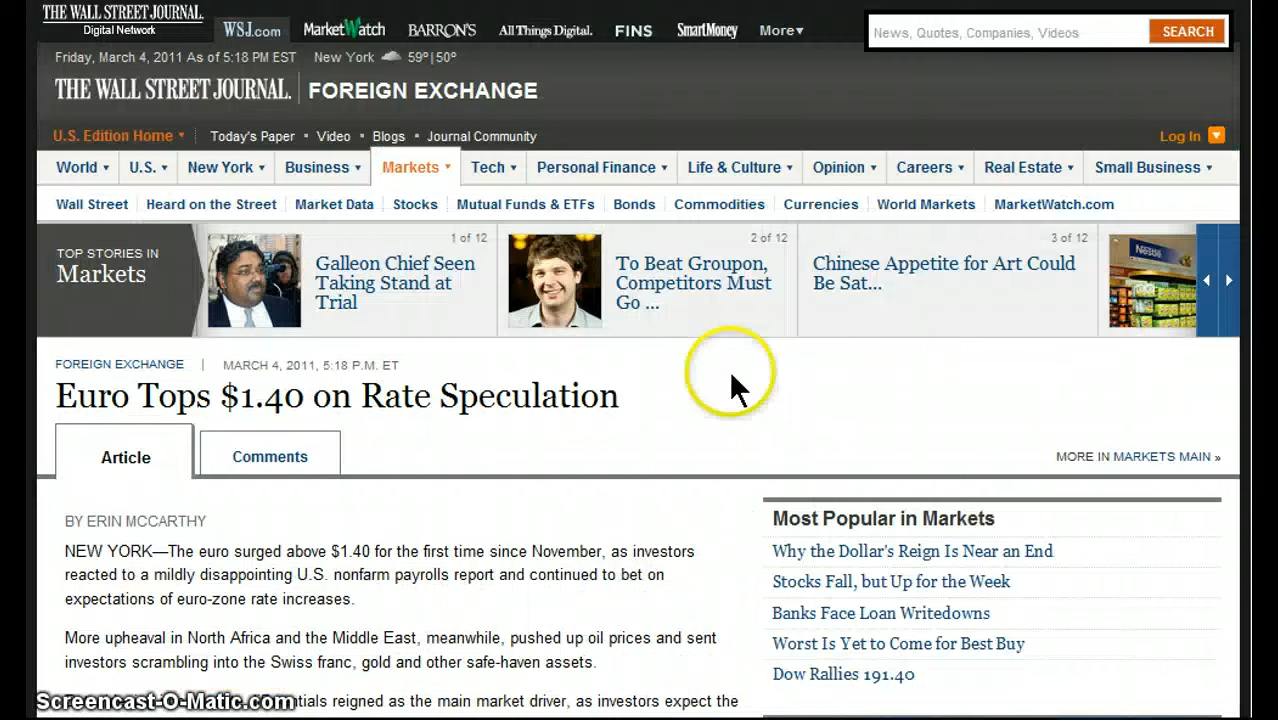 THE WALL STREET JOURNAL.
Digital Network
WSJ.com MarketWatch BARRON'S All Things Digital. FINS SmartMoney More▾
News, Quotes, Companies, Videos SEARCH
Friday, March 4, 2011 As of 5:18 PM EST New York 59º|50º
THE WALL STREET JOURNAL. FOREIGN EXCHANGE
U.S. Edition Home ▾ Today's Paper • Video • Blogs • Journal Community Log In
World ▾ U.S. ▾ New York ▾ Business ▾ Markets ▾ Tech ▾ Personal Finance ▾ Life & Culture ▾ Opinion ▾ Careers ▾ Real Estate ▾ Small Business ▾
Wall Street Heard on the Street Market Data Stocks Mutual Funds & ETFs Bonds Commodities Currencies World Markets MarketWatch.com
TOP STORIES IN
Markets
1 of 12
Galleon Chief Seen
Taking Stand at
Trial
2 of 12
To Beat Groupon,
Competitors Must
Go ...
3 of 12
Chinese Appetite for Art Could
Be Sat...
FOREIGN EXCHANGE | MARCH 4, 2011, 5:18 P.M. ET
Euro Tops $1.40 on Rate Speculation
Article Comments
MORE IN MARKETS MAIN »
BY ERIN MCCARTHY
NEW YORK—The euro surged above $1.40 for the first time since November, as investors
reacted to a mildly disappointing U.S. nonfarm payrolls report and continued to bet on
expectations of euro-zone rate increases.
More upheaval in North Africa and the Middle East, meanwhile, pushed up oil prices and sent
investors scrambling into the Swiss franc, gold and other safe-haven assets.
reigned as the main market driver, as investors expect the
Most Popular in Markets
Why the Dollar's Reign Is Near an End
Stocks Fall, but Up for the Week
Banks Face Loan Writedowns
Worst Is Yet to Come for Best Buy
Dow Rallies 191.40
Screencast-O-Matic.com